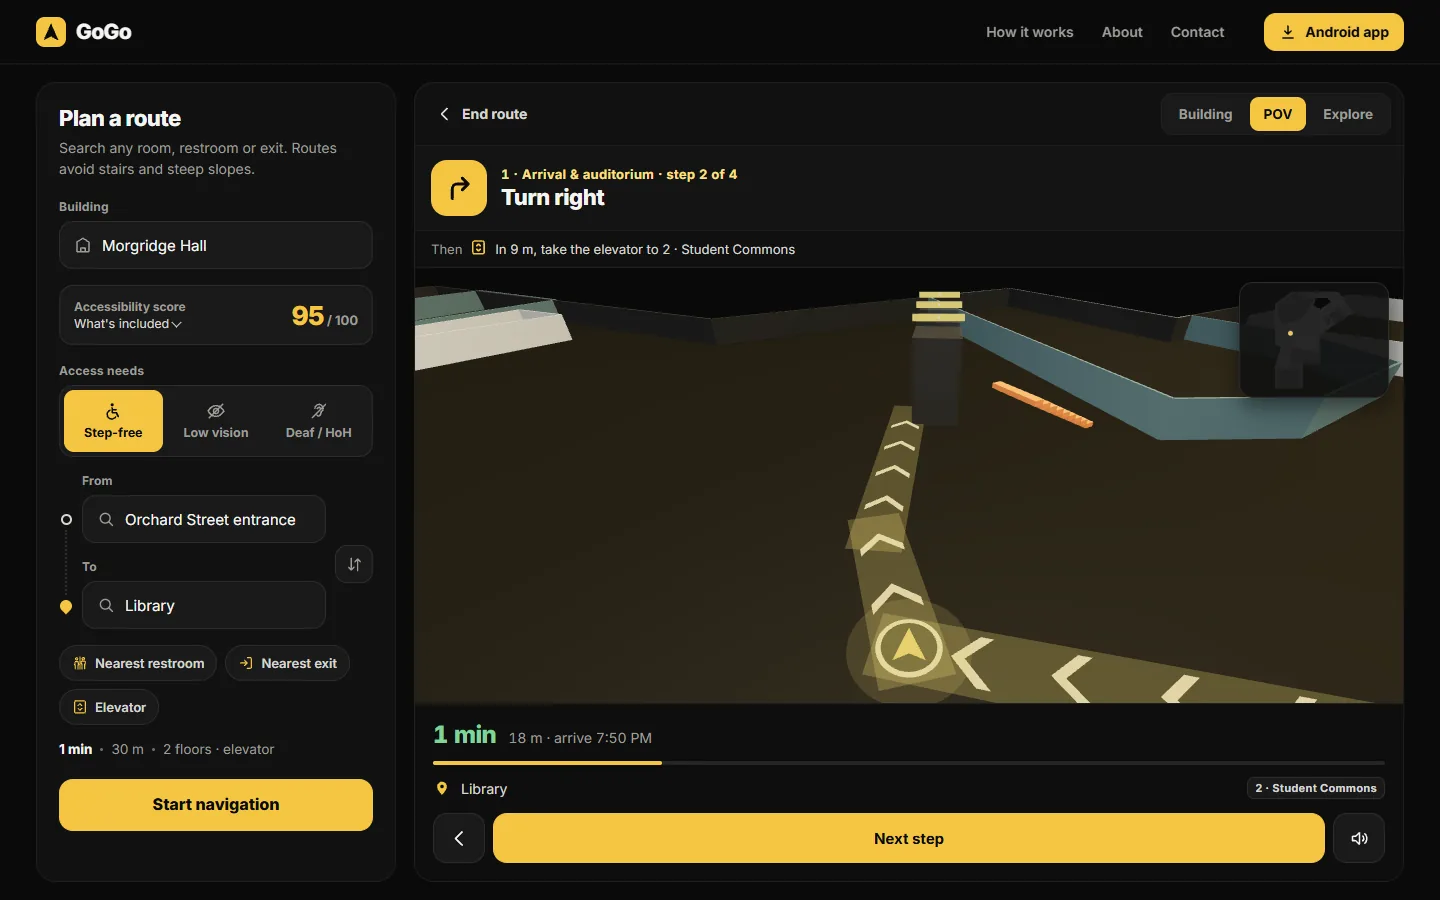 GoGo
How it works
About
Contact
Android app
Plan a route
Search any room, restroom or exit. Routes
avoid stairs and steep slopes.
Building
Morgridge Hall
Accessibility score
What's included
95 / 100
Access needs
Step-free
Low vision
Deaf / HoH
From
Orchard Street entrance
To
Library
Nearest restroom
Nearest exit
Elevator
1 min • 30 m • 2 floors · elevator
Start navigation
End route
Building
POV
Explore
1 · Arrival & auditorium · step 2 of 4
Turn right
Then In 9 m, take the elevator to 2 · Student Commons
1 min 18 m · arrive 7:50 PM
Library
2 · Student Commons
Next step